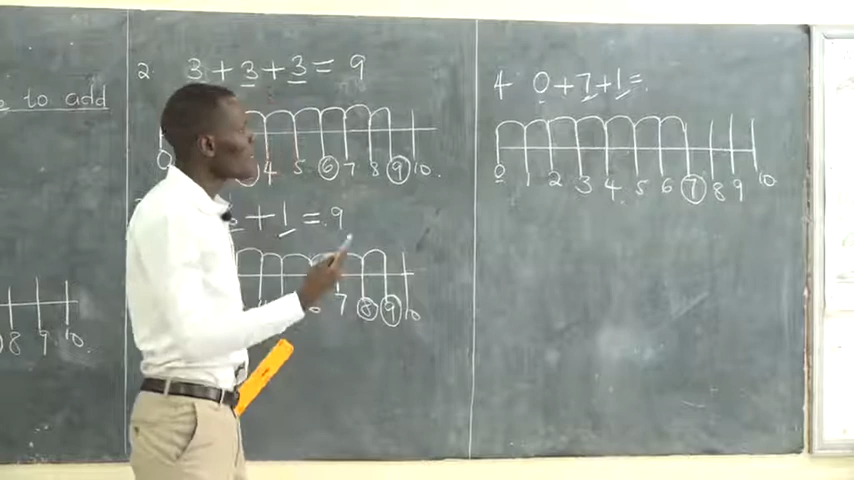 to add
8 9 10
2. 3 + 3 + 3 = 9
4 5 6 7 8 9 10
+ 1 = 9
7 8 9 10
4. 0 + 7 + 1 =
0 1 2 3 4 5 6 7 8 9 10